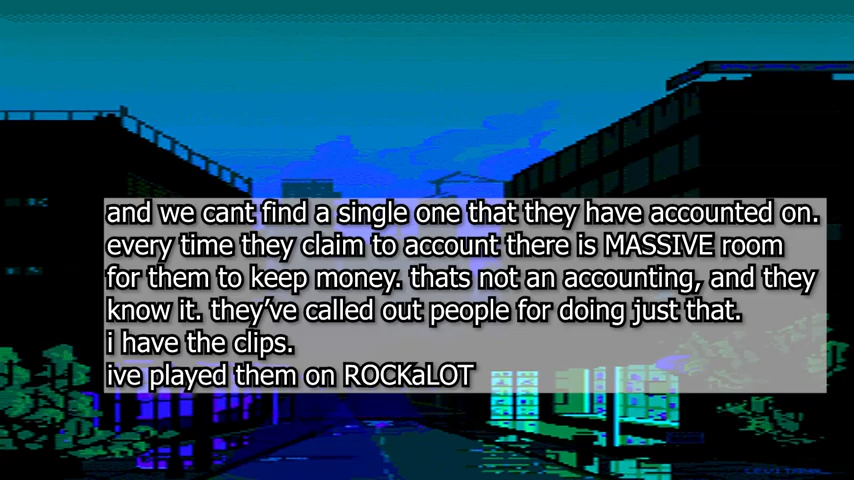 and we cant find a single one that they have accounted on.
every time they claim to account there is MASSIVE room
for them to keep money. thats not an accounting, and they
know it. they’ve called out people for doing just that.
i have the clips.
ive played them on ROCKaLOT